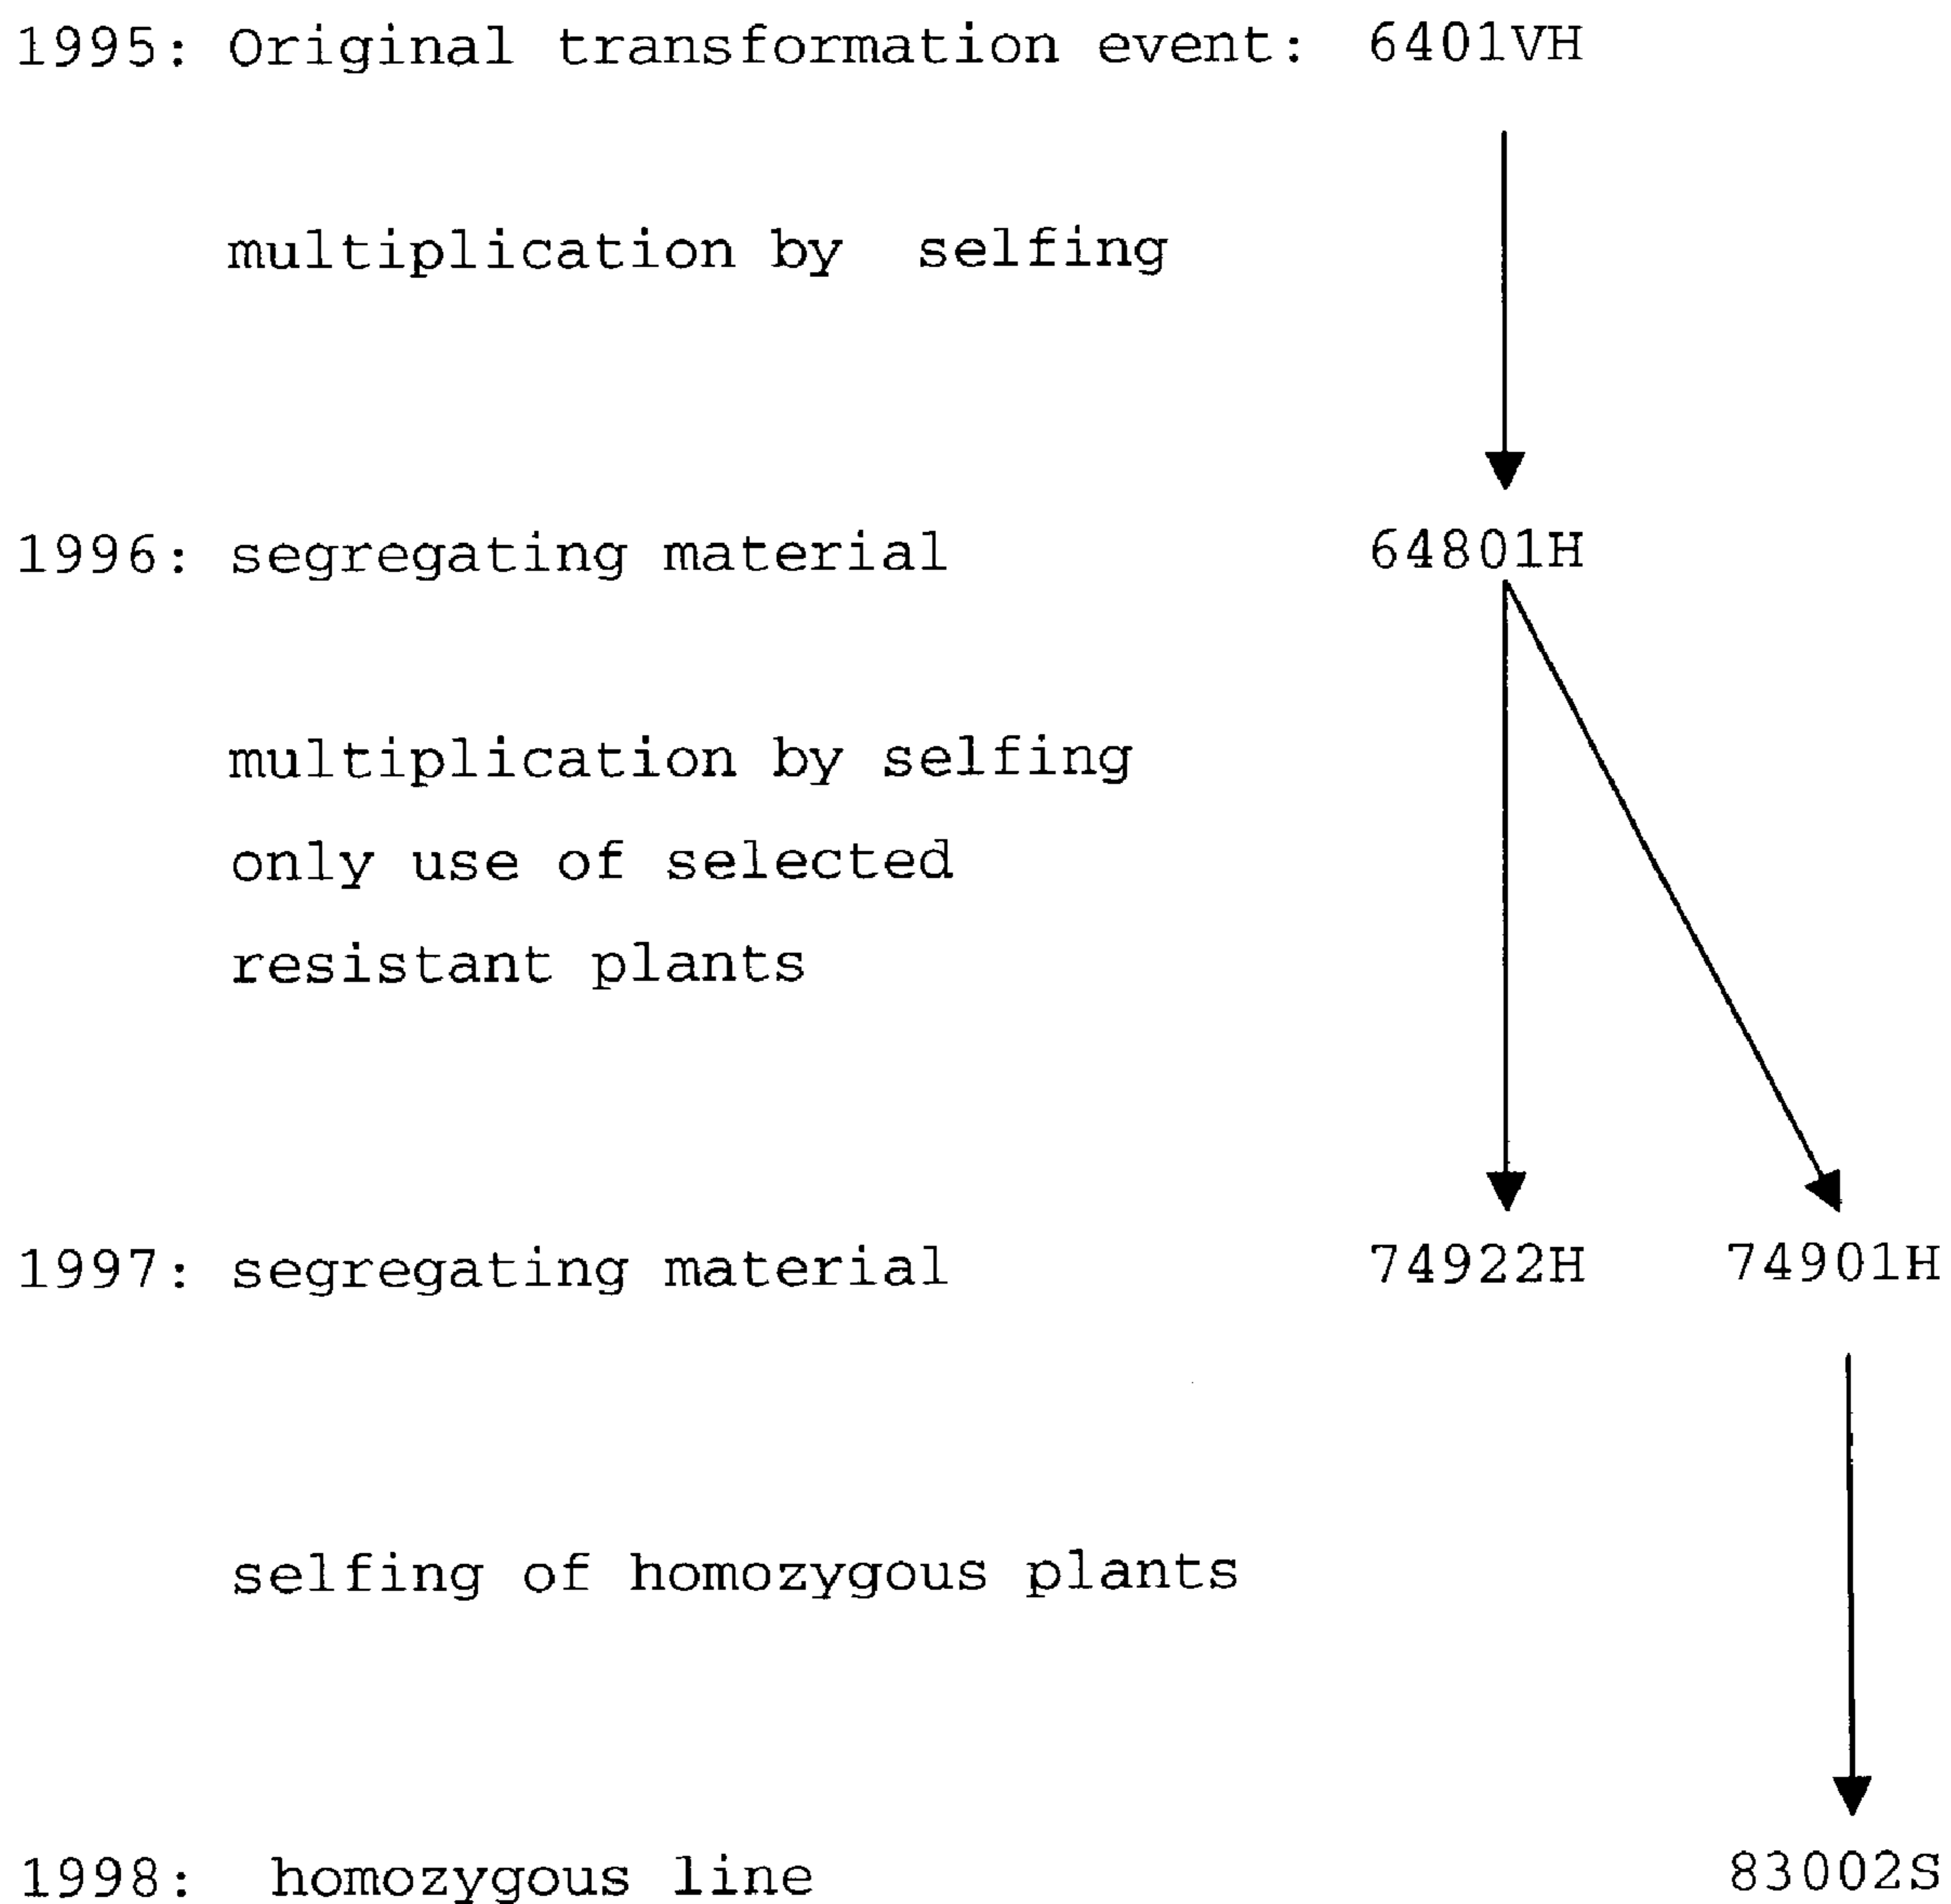 1995: Original transformation event: 6401VH
multiplication by selfing
1996: segregating material 64801H
multiplication by selfing
only use of selected
resistant plants
1997: segregating material 74922H 74901H
selfing of homozygous plants
1998: homozygous line 83002S